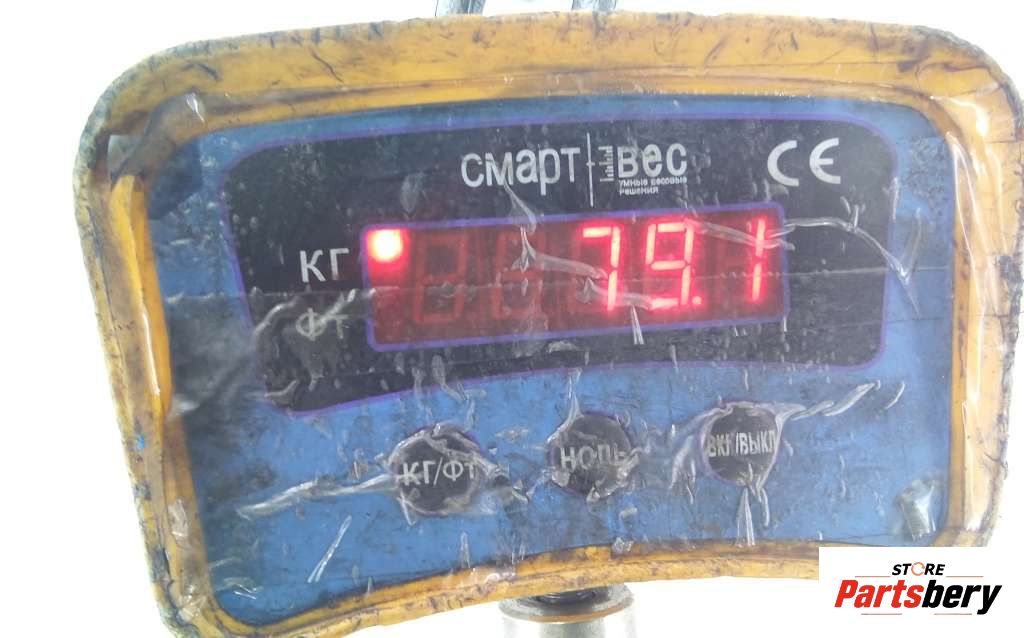 смарт вес
умные весовые
решения
CE
кг 79.1
фт
КГ/ФТ НОЛЬ ВКЛ/ВЫКЛ
STORE
Partsbery